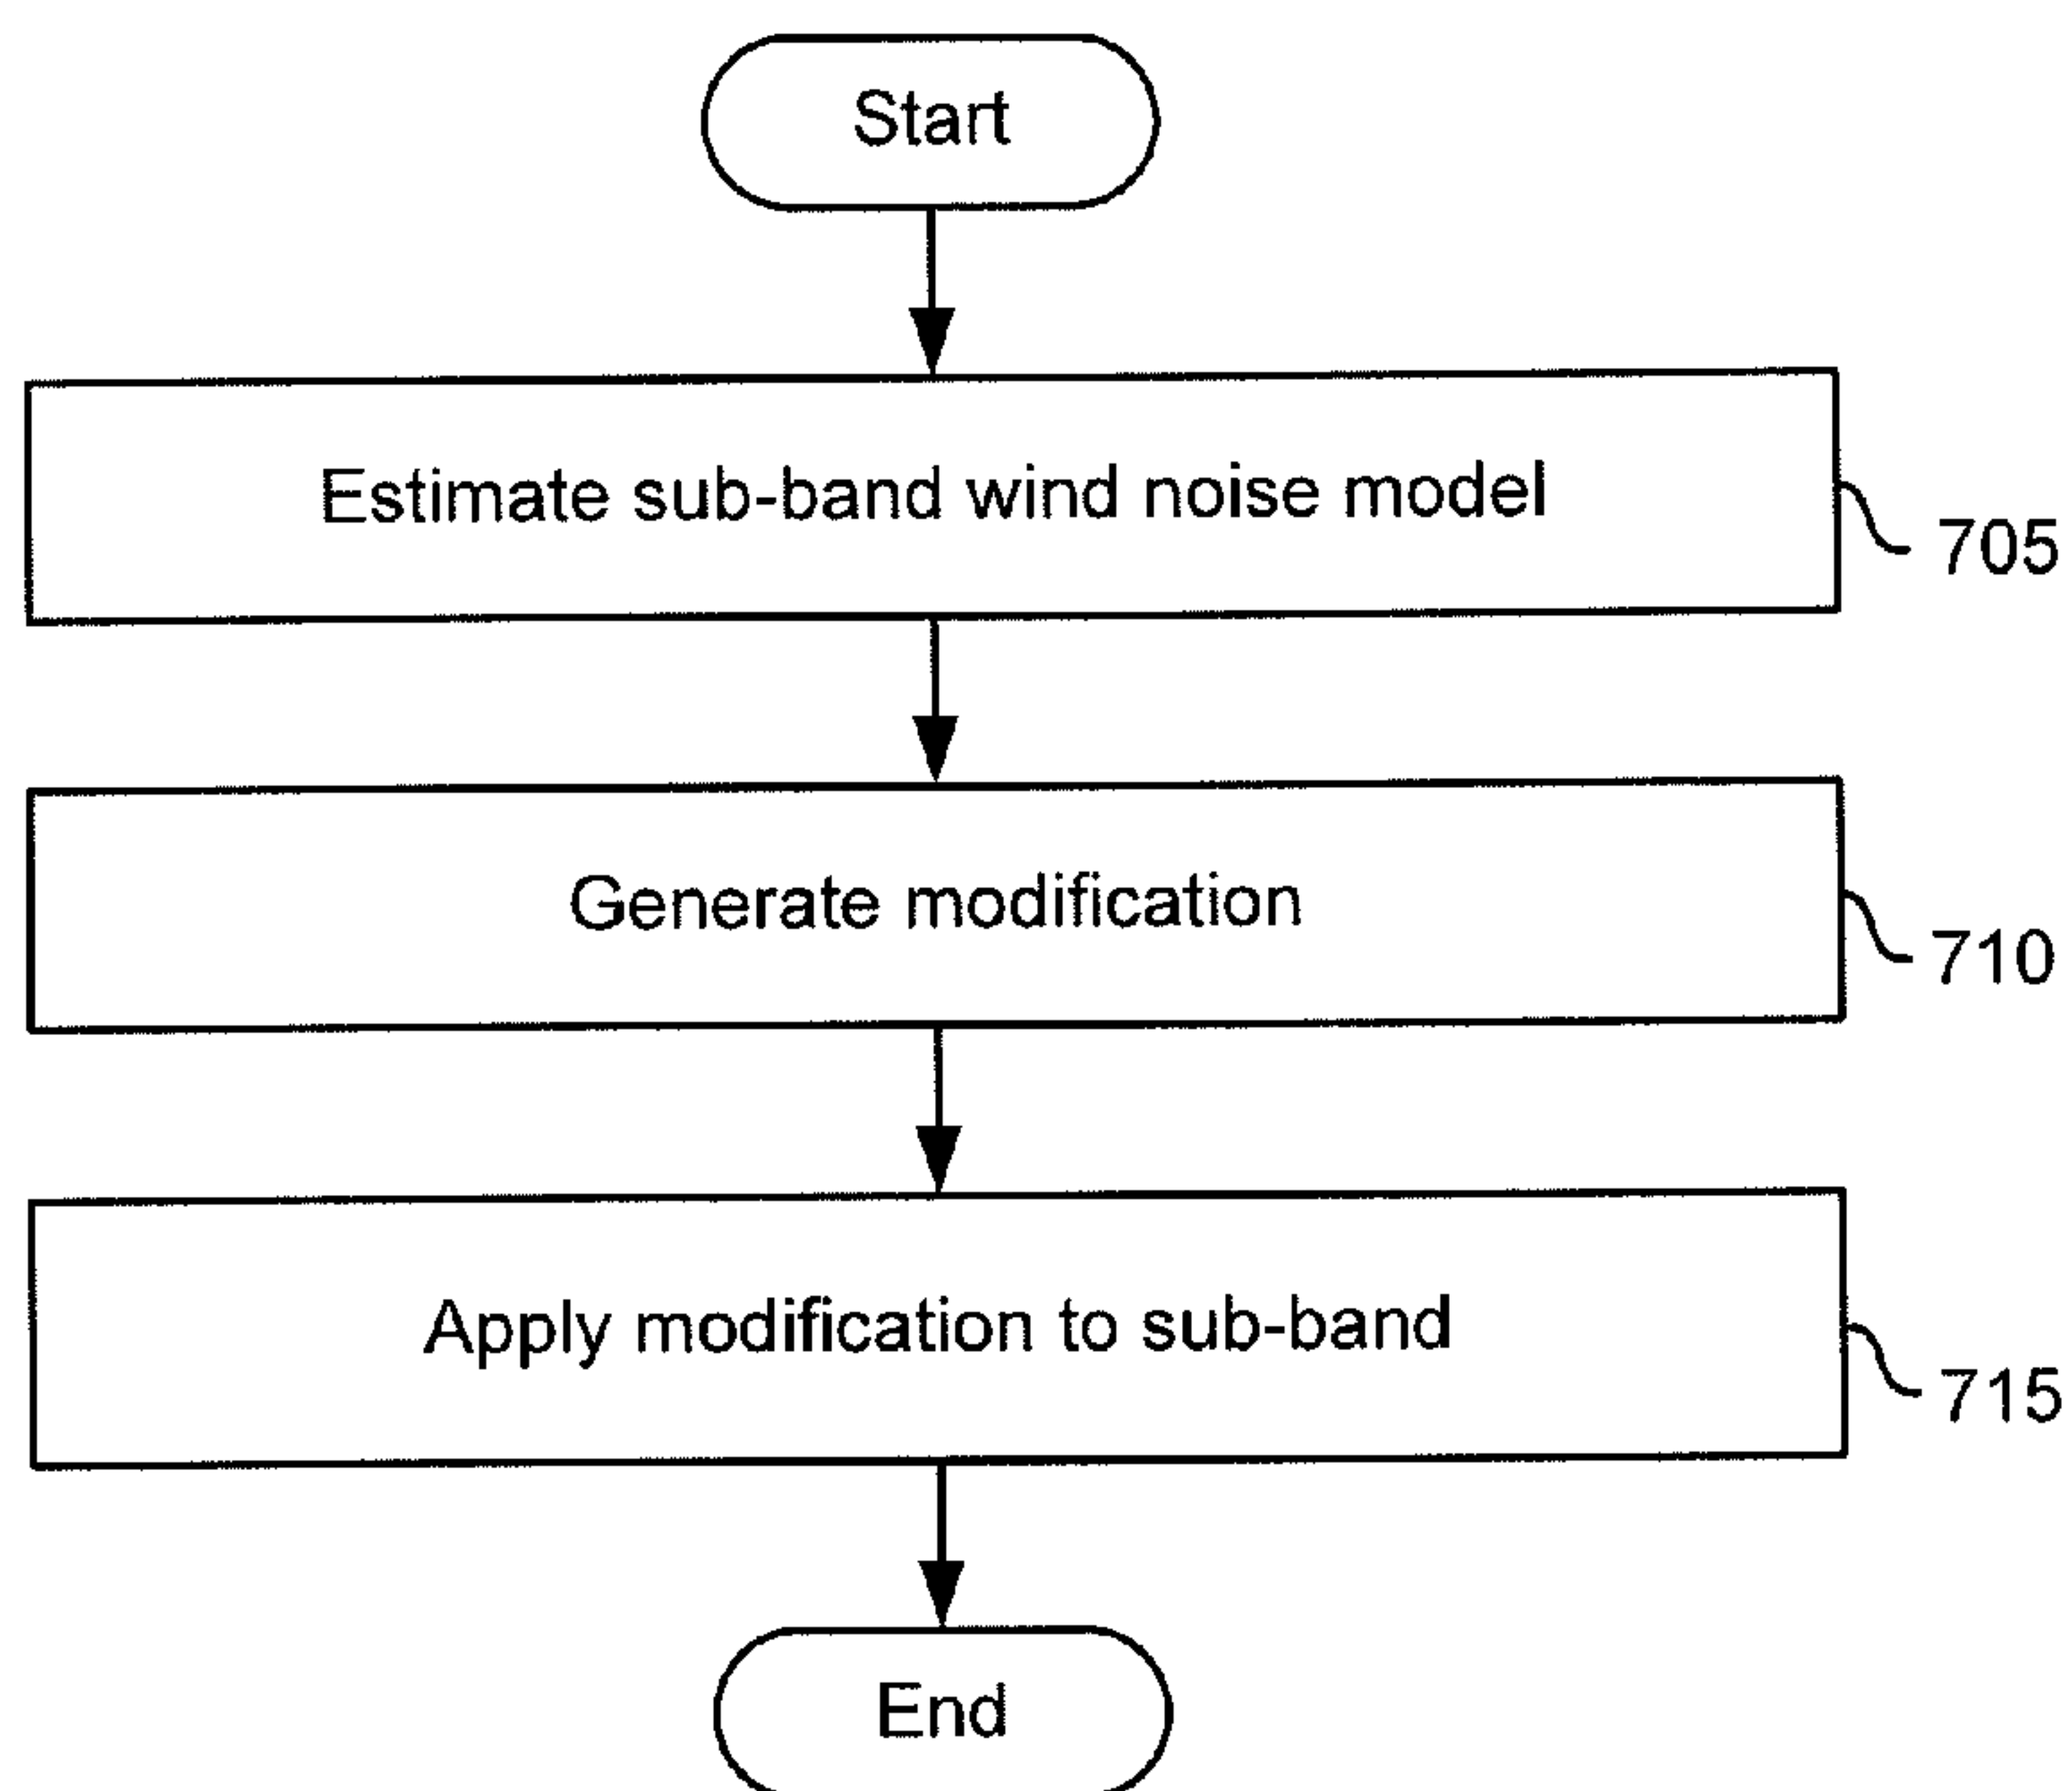 Start
Estimate sub-band wind noise model
705
Generate modification
710
Apply modification to sub-band
715
End